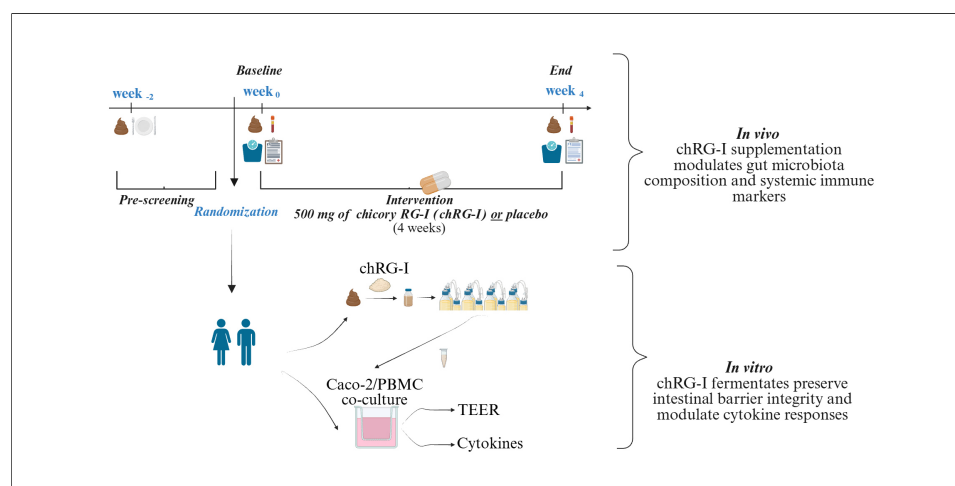 Baseline
End
week -2
week 0
week 4
Pre-screening
Randomization
Intervention
500 mg of chicory RG-I (chRG-I) or placebo
(4 weeks)
In vivo
chRG-I supplementation
modulates gut microbiota
composition and systemic immune
markers
chRG-I
Caco-2/PBMC
co-culture
TEER
Cytokines
In vitro
chRG-I fermentates preserve
intestinal barrier integrity and
modulate cytokine responses